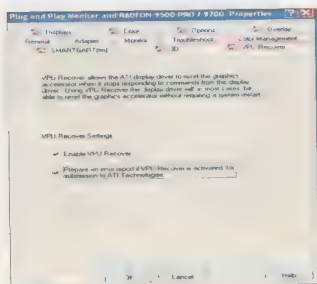 Plug and Play Monitor and RADEON 9500 PRO / 9700 Properties
Displays Color Options Overlay
General Adapter Monitor Troubleshoot Color Management
SMARTGART(tm) 3D VPU Recover
VPU Recover allows the ATI display driver to reset the graphics
accelerator when it stops responding to commands from the display
driver. Using VPU Recover the display driver will in most cases be
able to reset the graphics accelerator without requiring a system restart.
VPU Recover Settings
Enable VPU Recover
Prepare an error report if VPU Recover is activated, for
submission to ATI Technologies
Cancel Help